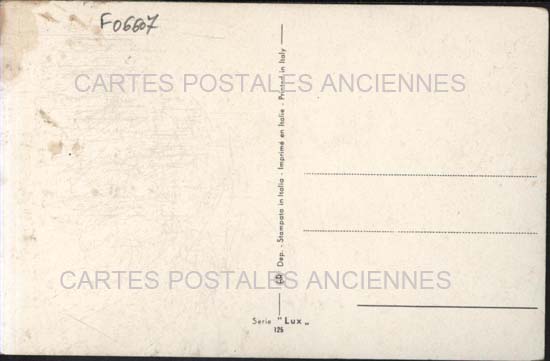 F06607
CARTES POSTALES ANCIENNES
Dep. - Stampato in Italia - Imprimé en Italie - Printed in Italy
CARTES POSTALES ANCIENNES
Serie "Lux„
125